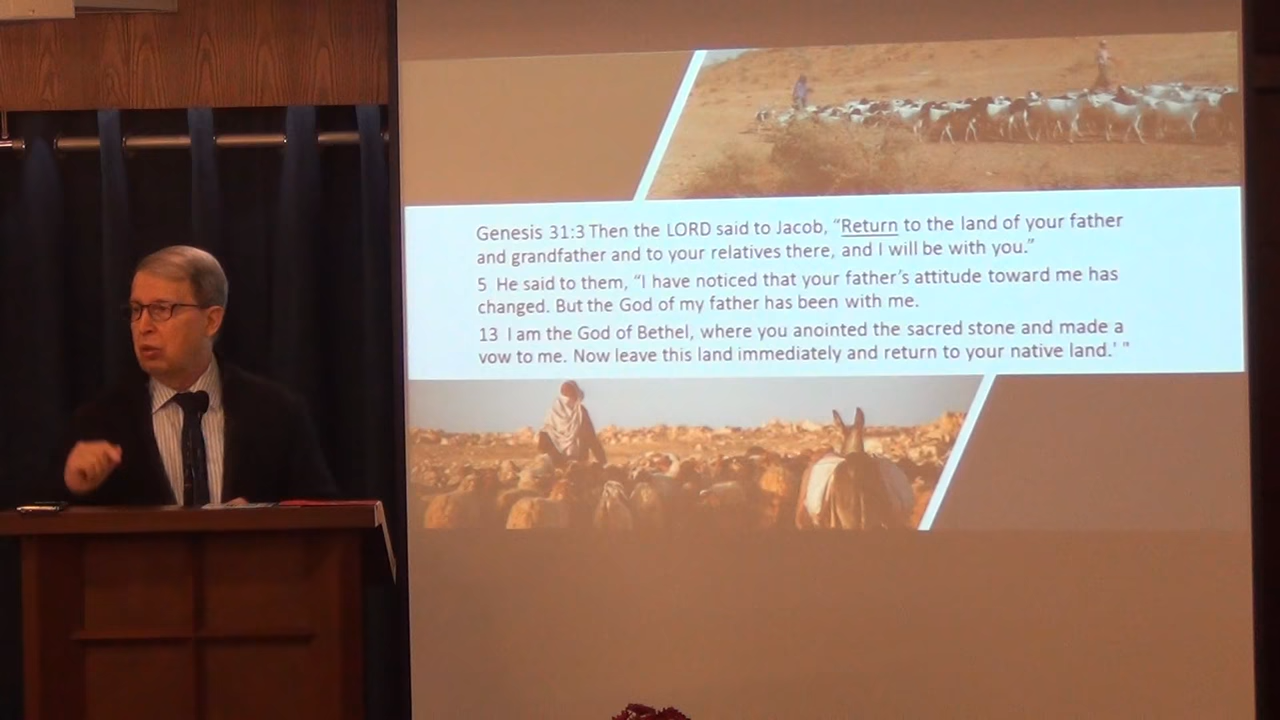 Genesis 31:3 Then the LORD said to Jacob, “Return to the land of your father
and grandfather and to your relatives there, and I will be with you.”
5 He said to them, “I have noticed that your father’s attitude toward me has
changed. But the God of my father has been with me.
13 I am the God of Bethel, where you anointed the sacred stone and made a
vow to me. Now leave this land immediately and return to your native land.' "